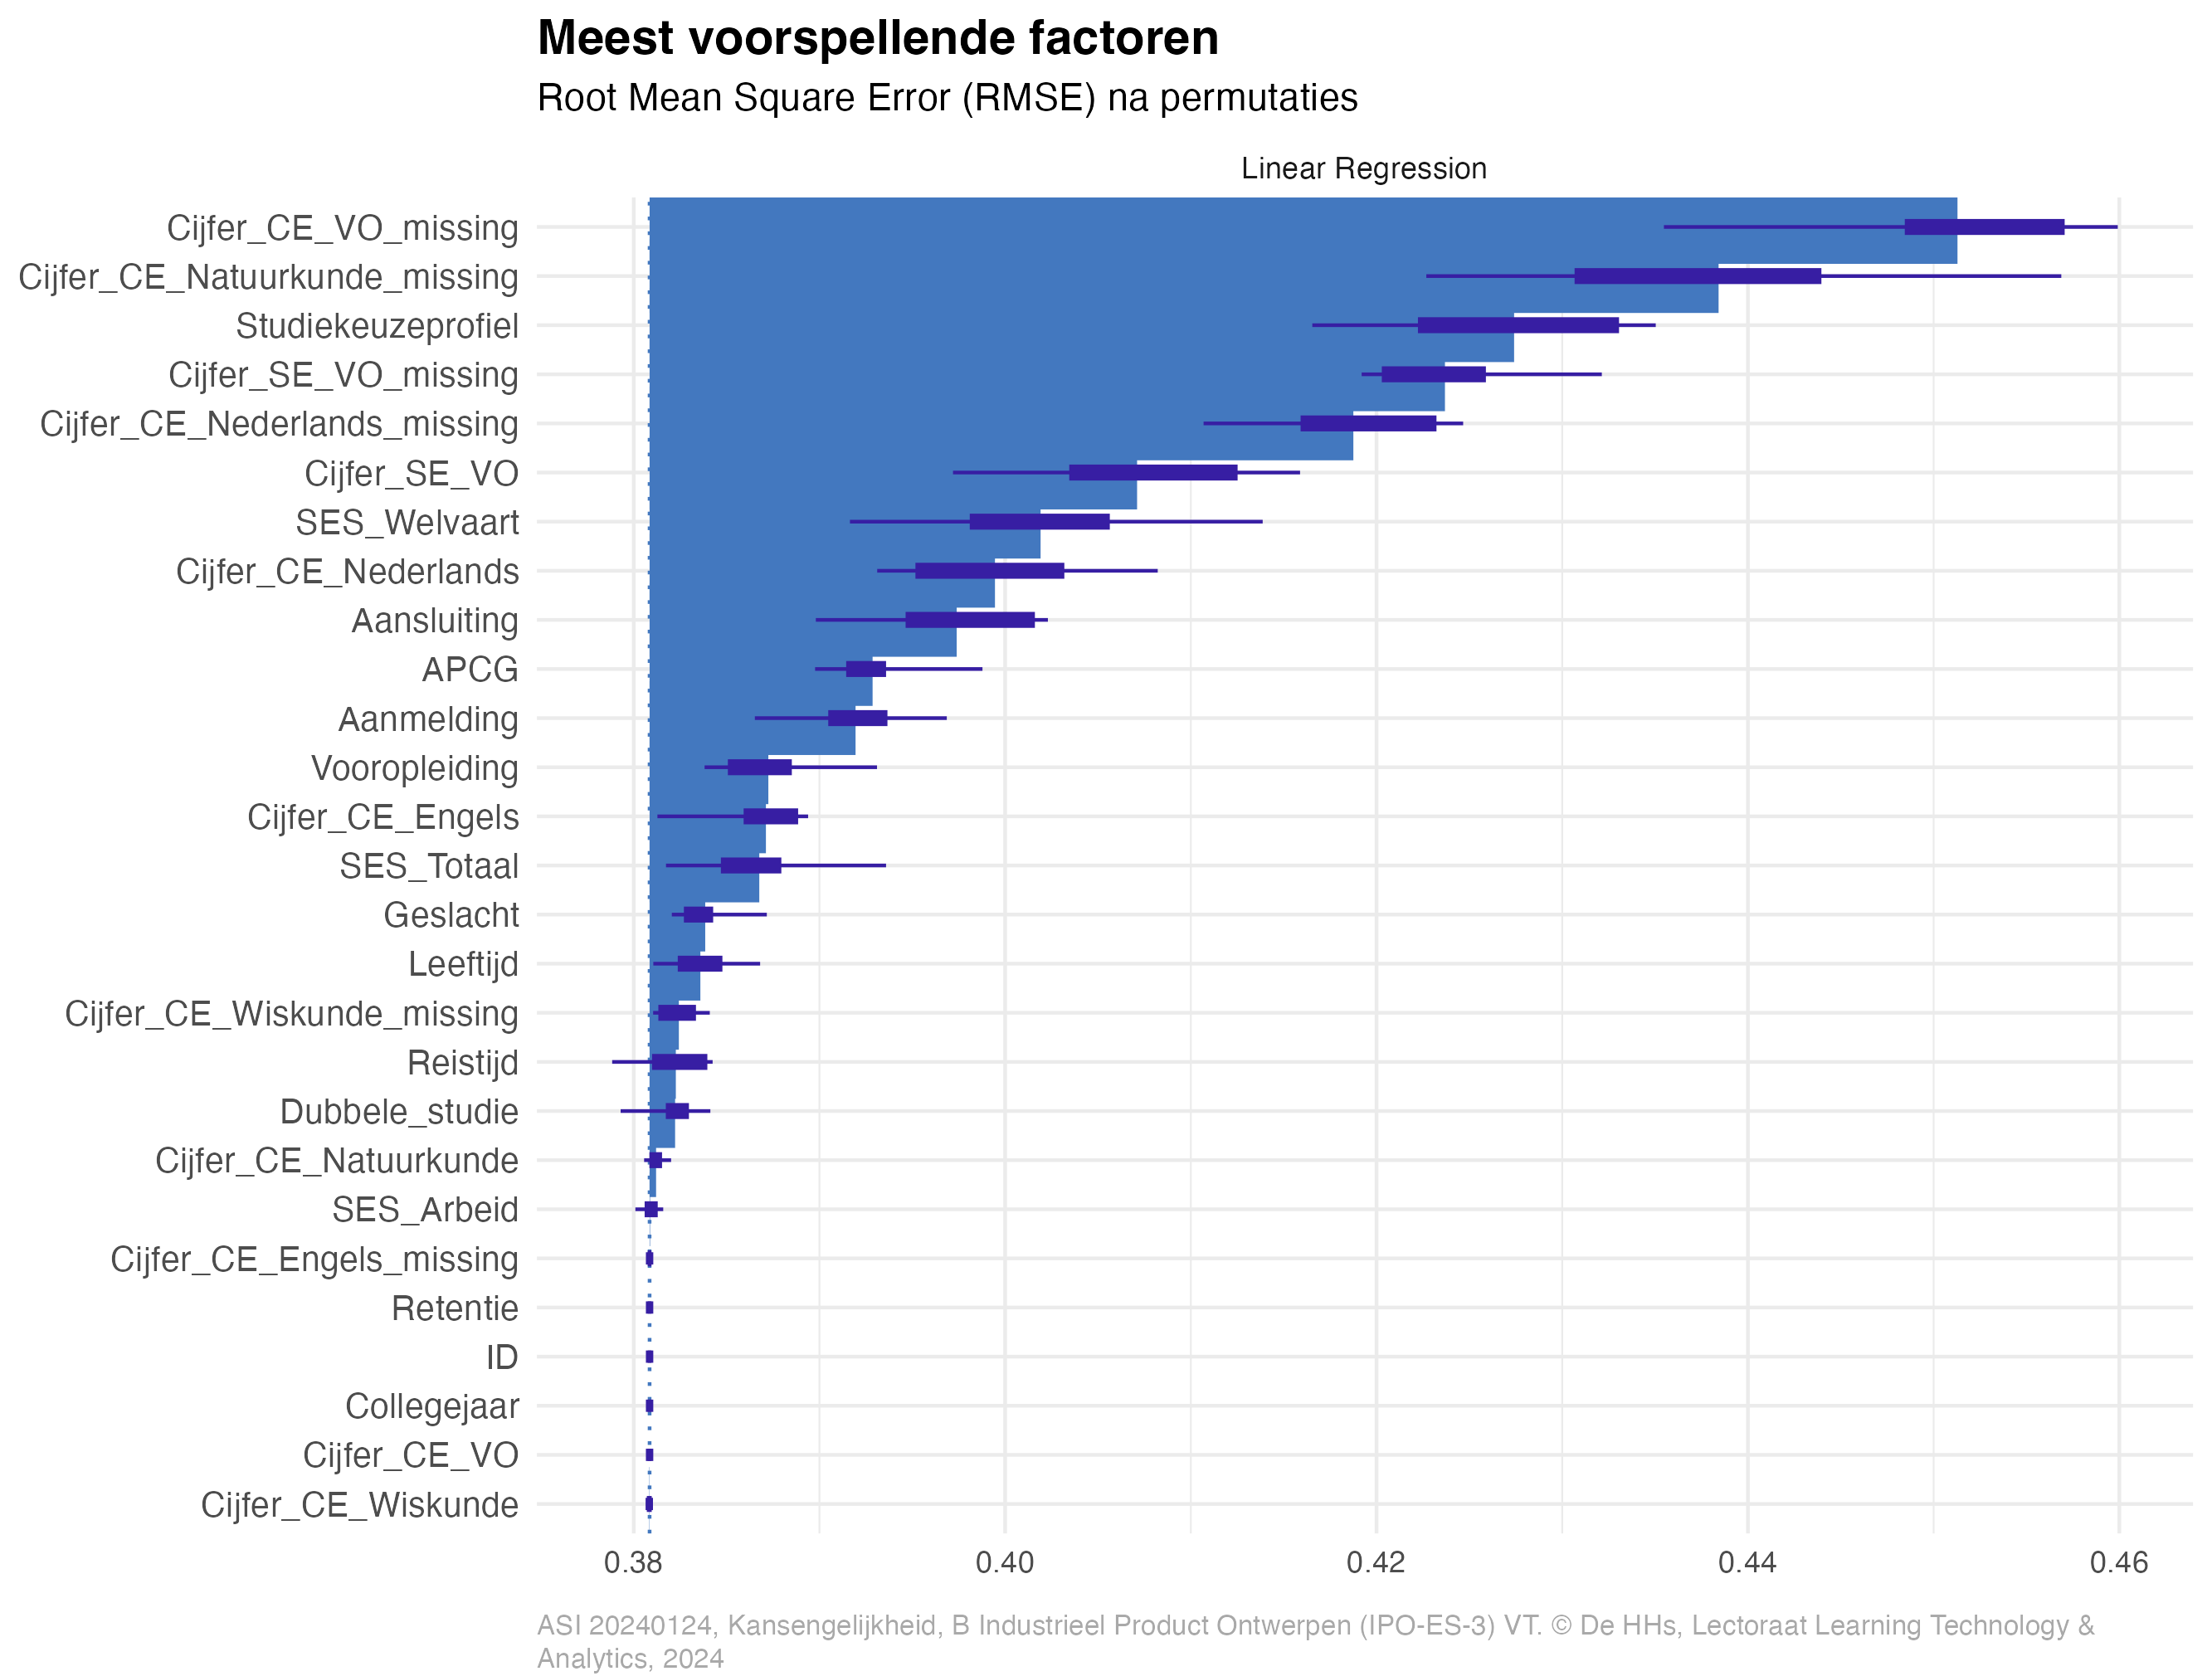 Meest voorspellende factoren
Root Mean Square Error (RMSE) na permutaties
Linear Regression
Cijfer_CE_VO_missing
Cijfer_CE_Natuurkunde_missing
Studiekeuzeprofiel
Cijfer_SE_VO_missing
Cijfer_CE_Nederlands_missing
Cijfer_SE_VO
SES_Welvaart
Cijfer_CE_Nederlands
Aansluiting
APCG
Aanmelding
Vooropleiding
Cijfer_CE_Engels
SES_Totaal
Geslacht
Leeftijd
Cijfer_CE_Wiskunde_missing
Reistijd
Dubbele_studie
Cijfer_CE_Natuurkunde
SES_Arbeid
Cijfer_CE_Engels_missing
Retentie
ID
Collegejaar
Cijfer_CE_VO
Cijfer_CE_Wiskunde
0.38 0.40 0.42 0.44 0.46
ASI 20240124, Kansengelijkheid, B Industrieel Product Ontwerpen (IPO-ES-3) VT. © De HHs, Lectoraat Learning Technology &
Analytics, 2024